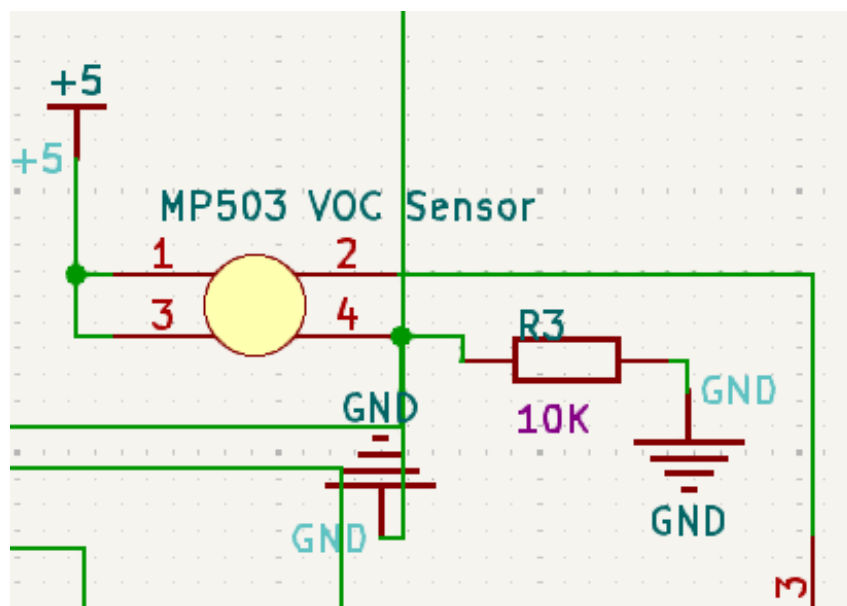 +5
+5
MP503 VOC Sensor
1
2
3
4
R3
10K
GND
GND
GND
GND
3